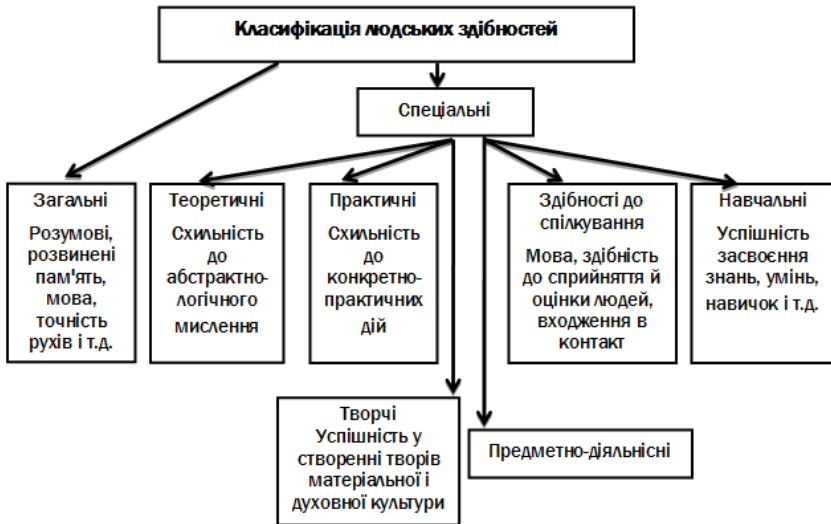 Класифікація людських здібностей
Спеціальні
Загальні
Розумові,
розвинені
пам'ять,
мова,
точність
рухів і т.д.
Теоретичні
Схильність
до
абстрактно-
логічного
мислення
Практичні
Схильність
до
конкретно-
практичних
дій
Здібності до
спілкування
Мова, здібність
до сприйняття й
оцінки людей,
входження в
контакт
Навчальні
Успішність
засвоєння
знань, умінь,
навичок і т.д.
Творчі
Успішність у
створенні творів
матеріальної і
духовної культури
Предметно-діяльнісні